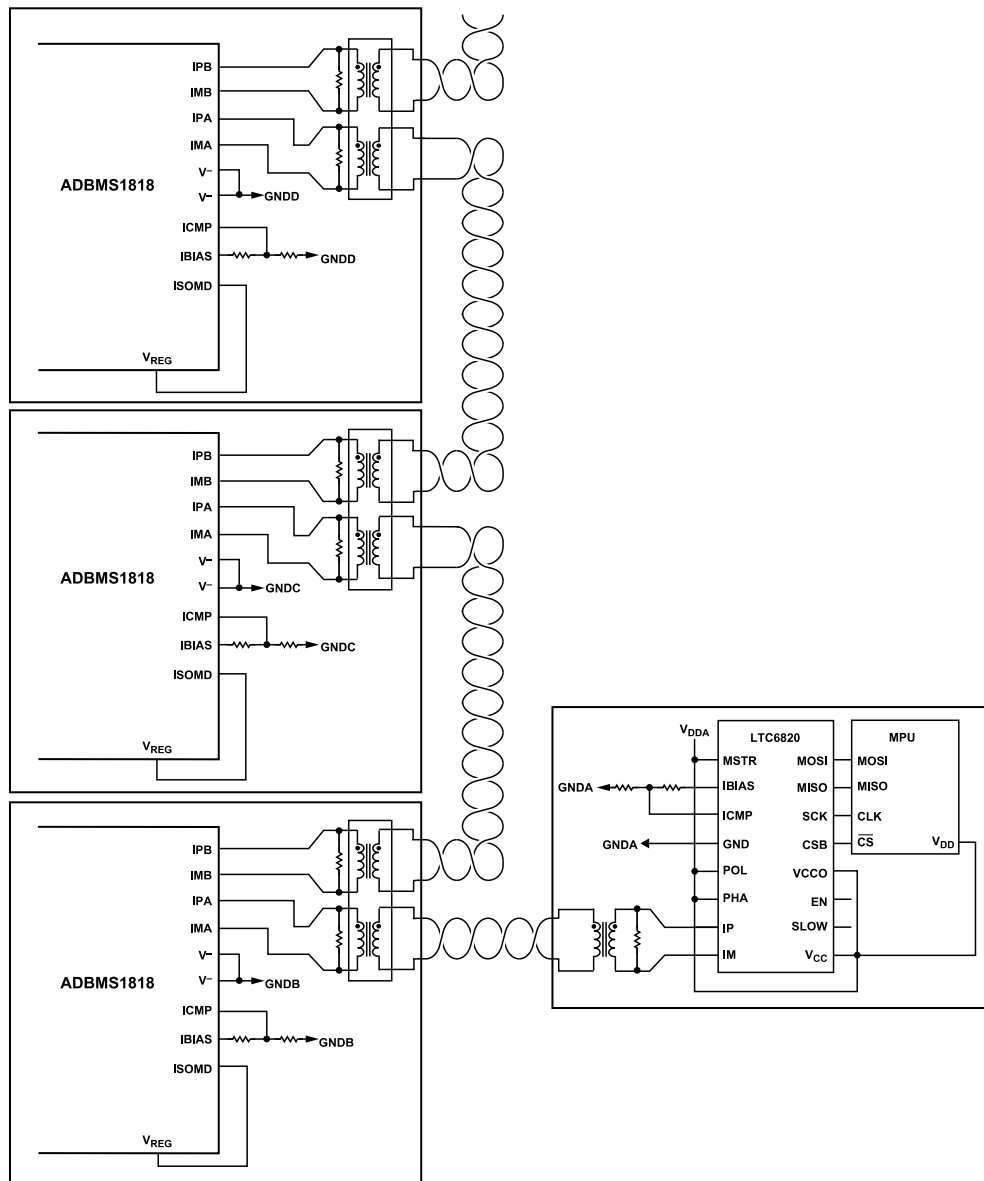 IPB
IMB
IPA
IMA
V–
V–
GNDD
ADBMS1818
ICMP
IBIAS
GNDD
ISOMD
VREG
IPB
IMB
IPA
IMA
V–
V–
GNDC
ADBMS1818
ICMP
IBIAS
GNDC
ISOMD
VREG
IPB
IMB
IPA
IMA
V–
V–
GNDB
ADBMS1818
ICMP
IBIAS
GNDB
ISOMD
VREG
VDDA
LTC6820
MPU
MSTR
MOSI
MOSI
GNDA
IBIAS
MISO
MISO
ICMP
SCK
CLK
GNDA
GND
CSB
CS
VDD
POL
VCCO
PHA
EN
IP
SLOW
IM
VCC